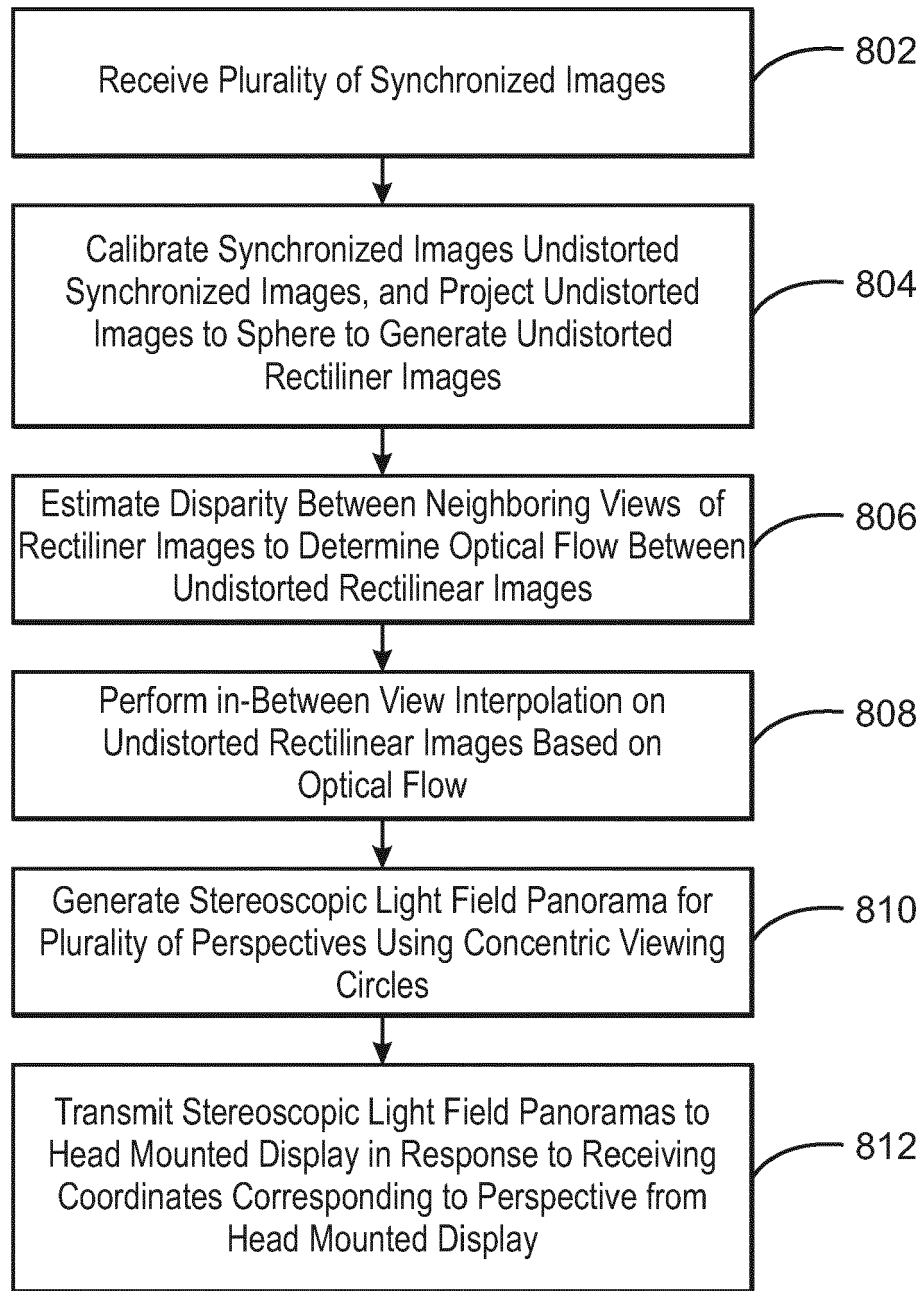 Receive Plurality of Synchronized Images
802
Calibrate Synchronized Images Undistorted
Synchronized Images, and Project Undistorted
Images to Sphere to Generate Undistorted
Rectiliner Images
804
Estimate Disparity Between Neighboring Views of
Rectiliner Images to Determine Optical Flow Between
Undistorted Rectilinear Images
806
Perform in-Between View Interpolation on
Undistorted Rectilinear Images Based on
Optical Flow
808
Generate Stereoscopic Light Field Panorama for
Plurality of Perspectives Using Concentric Viewing
Circles
810
Transmit Stereoscopic Light Field Panoramas to
Head Mounted Display in Response to Receiving
Coordinates Corresponding to Perspective from
Head Mounted Display
812